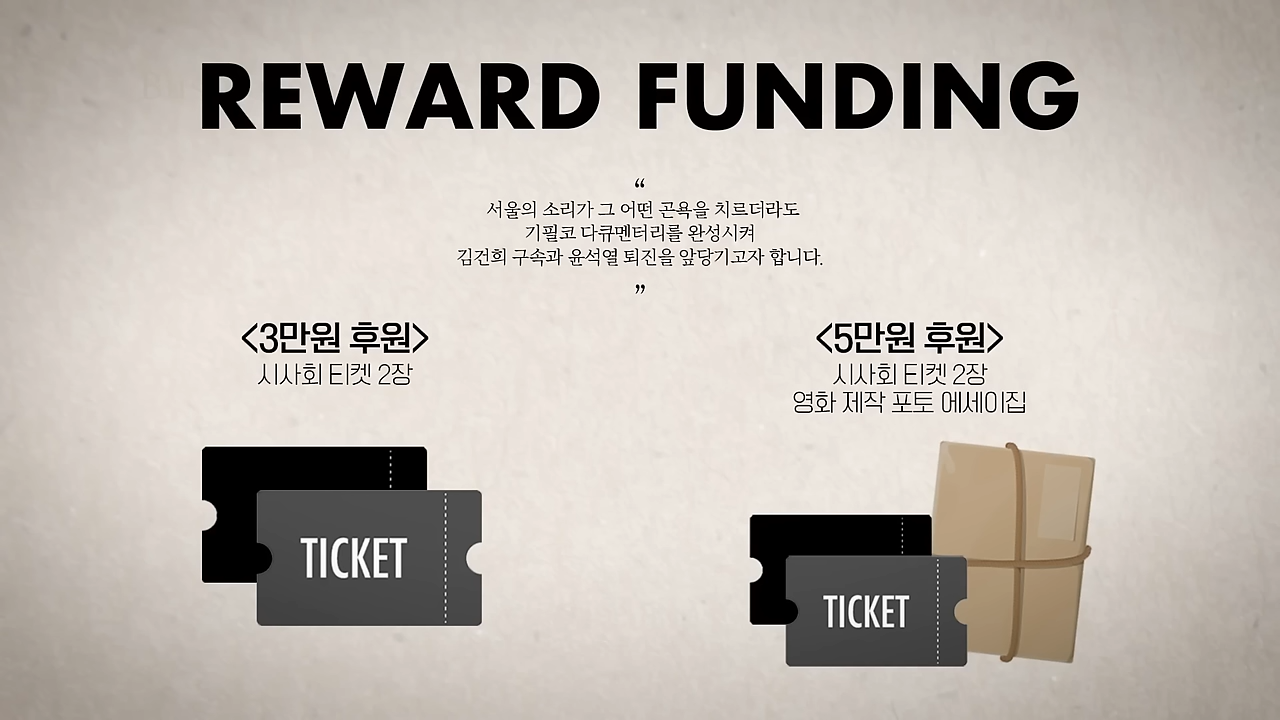 REWARD FUNDING
“
서울의 소리가 그 어떤 곤욕을 치르더라도
기필코 다큐멘터리를 완성시켜
김건희 구속과 윤석열 퇴진을 앞당기고자 합니다.
”
<3만원 후원>
시사회 티켓 2장
TICKET
<5만원 후원>
시사회 티켓 2장
영화 제작 포토 에세이집
TICKET